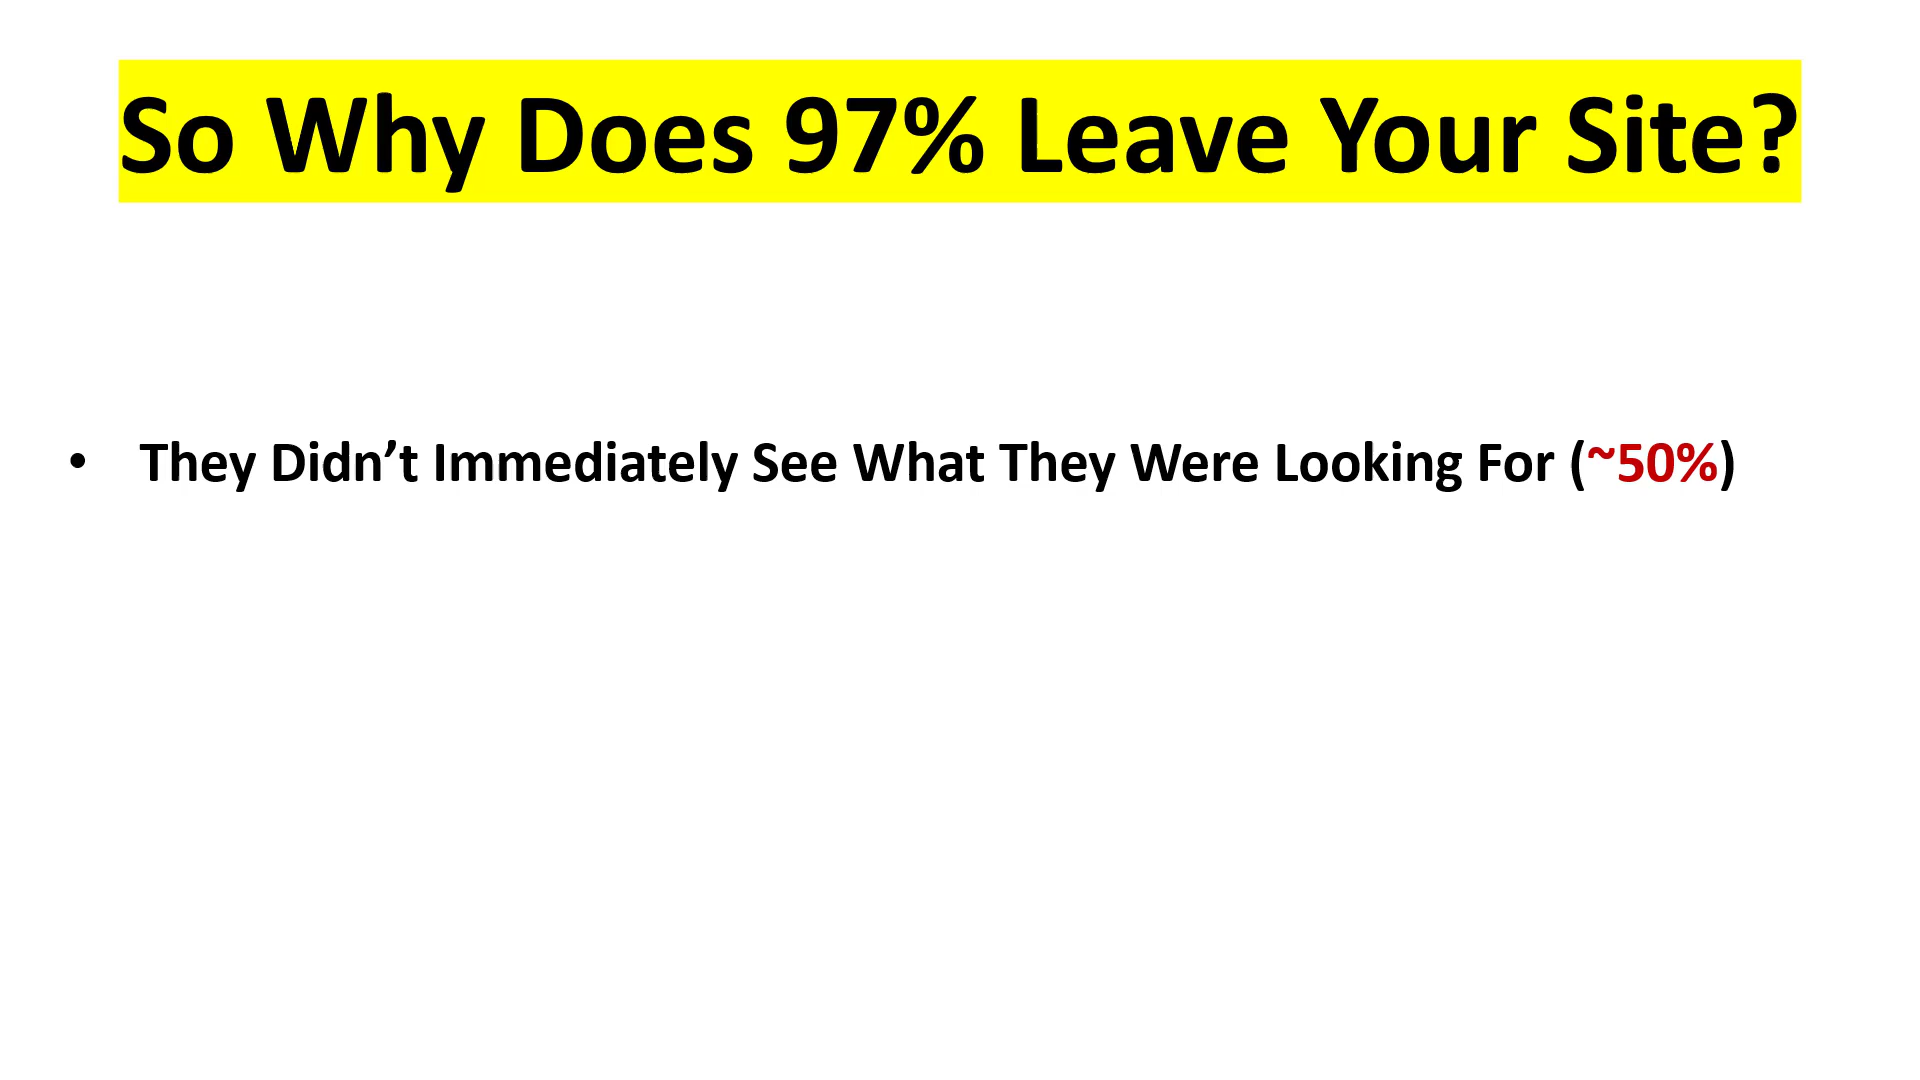 So Why Does 97% Leave Your Site?
• They Didn’t Immediately See What They Were Looking For (~50%)